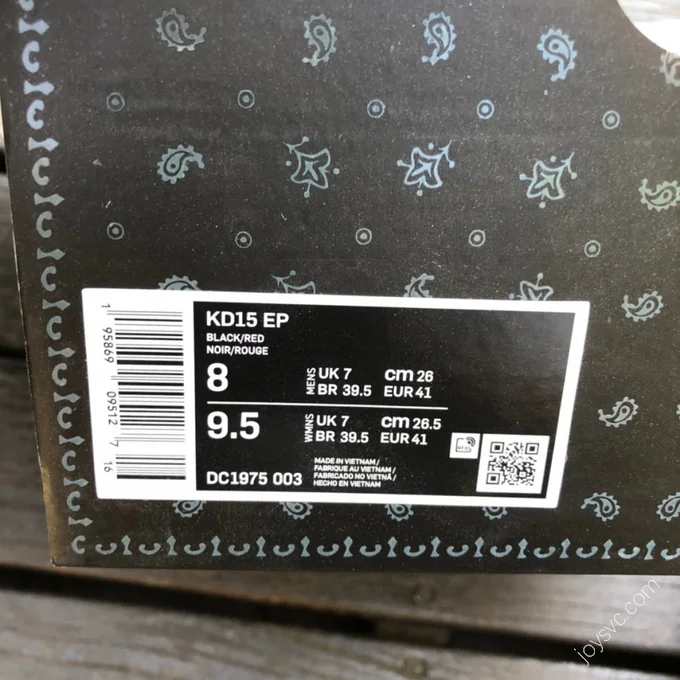 KD15 EP
BLACK/RED
NOIR/ROUGE
8 MENS UK 7 cm 26
BR 39.5 EUR 41
9.5 WMNS UK 7 cm 26.5
BR 39.5 EUR 41
DC1975 003
MADE IN VIETNAM /
FABRIQUE AU VIETNAM /
FABRICADO NO VIETNÃ /
HECHO EN VIETNAM
1 95869 09512 7 16
joysvc.com